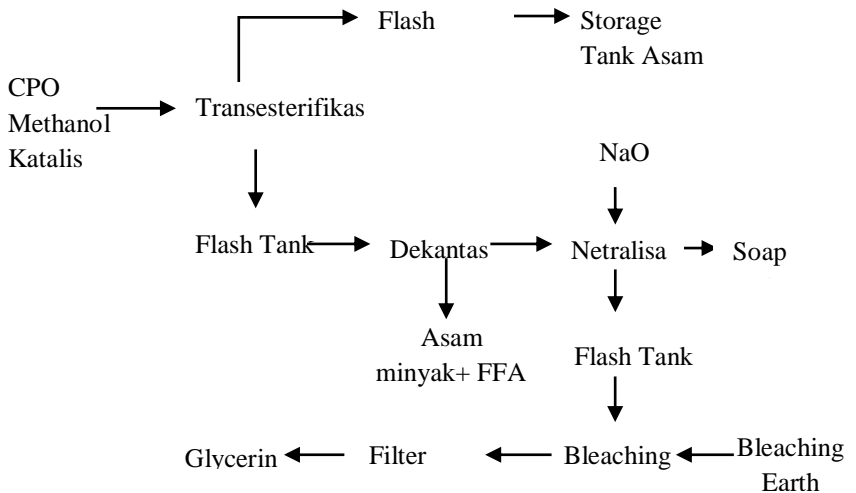 Flash
Storage
Tank Asam
CPO
Methanol
Katalis
Transesterifikas
NaO
Flash Tank
Dekantas
Netralisa
Soap
Asam
minyak+ FFA
Flash Tank
Glycerin
Filter
Bleaching
Bleaching
Earth